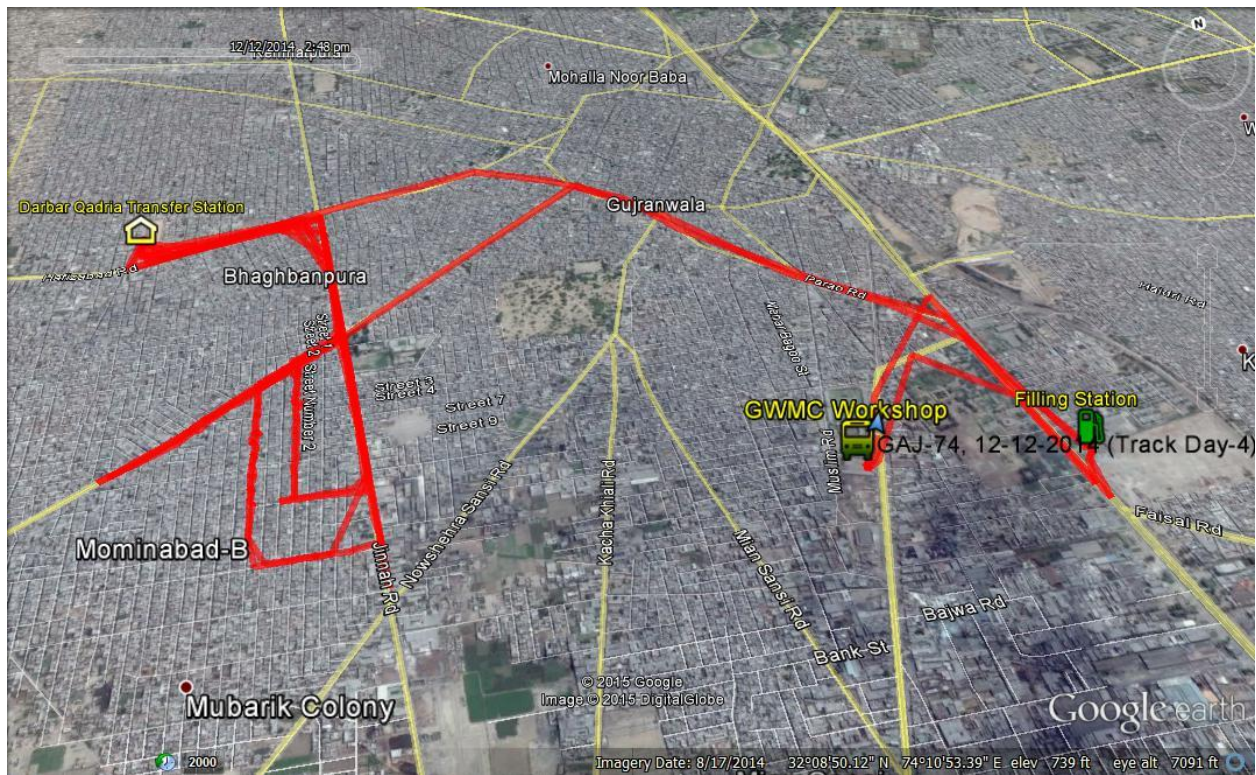 12/12/2014 2:48 pm
N
Mohalla Noor Baba
Darbar Qadria Transfer Station
Gujranwala
Bhaghbanpura
Parao Rd
Haidri Rd
Street 1
Street 2
Street Number 2
Street 3
Street 4
Street 7
Street 9
GWMC Workshop
Filling Station
GAJ-74, 12-12-2014 (Track Day-4)
Muslim Rd
Faisal Rd
Nowshehra Sansi Rd
Kacha Khiali Rd
Mian Sansi Rd
Mominabad-B
Jinnah Rd
Bajwa Rd
Bank St
Mubarik Colony
© 2015 Google
Image © 2015 DigitalGlobe
Google earth
2000
Imagery Date: 8/17/2014 32°08'50.12" N 74°10'53.39" E elev 739 ft eye alt 7091 ft